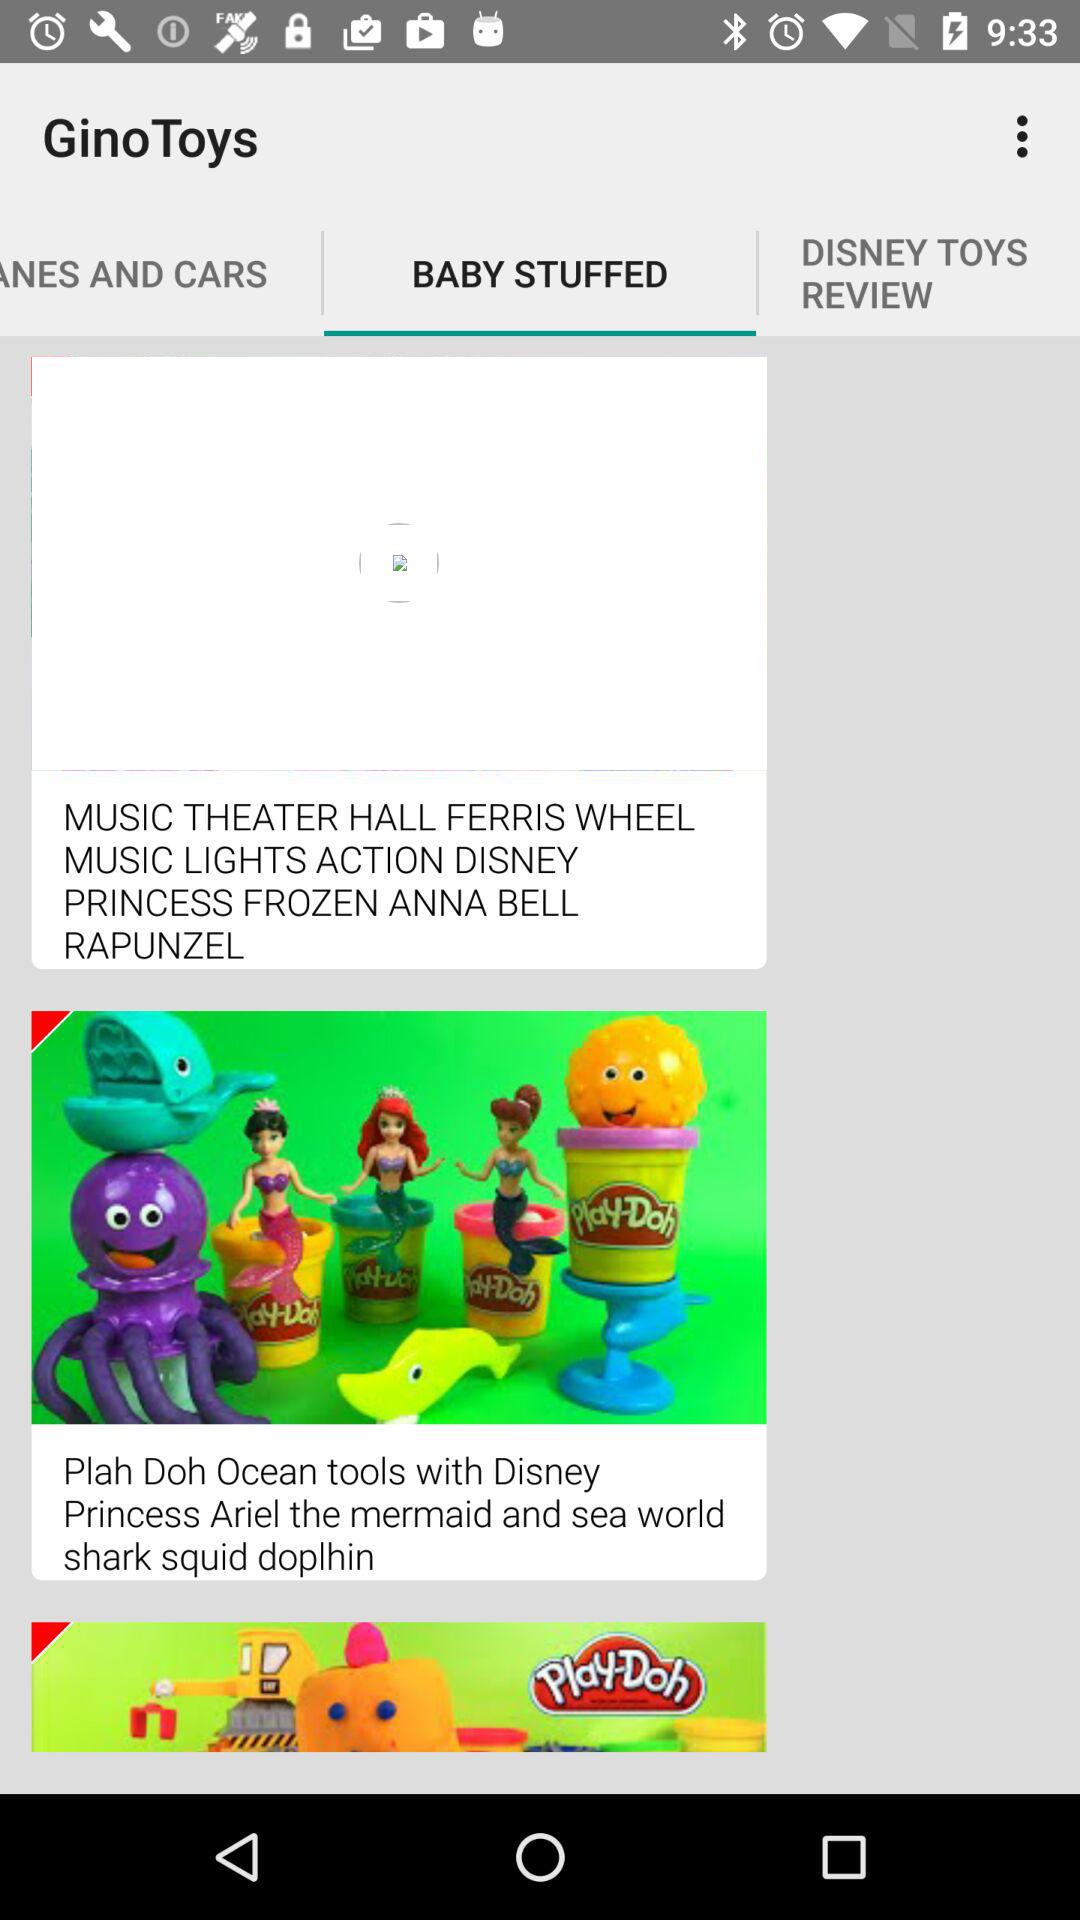 FAKE
9:33
GinoToys
ANES AND CARS
BABY STUFFED
DISNEY TOYS
REVIEW
MUSIC THEATER HALL FERRIS WHEEL
MUSIC LIGHTS ACTION DISNEY
PRINCESS FROZEN ANNA BELL
RAPUNZEL
Play-Doh
Play-Doh
Play-Doh
Play-Doh
Plah Doh Ocean tools with Disney
Princess Ariel the mermaid and sea world
shark squid doplhin
Play-Doh
CAT